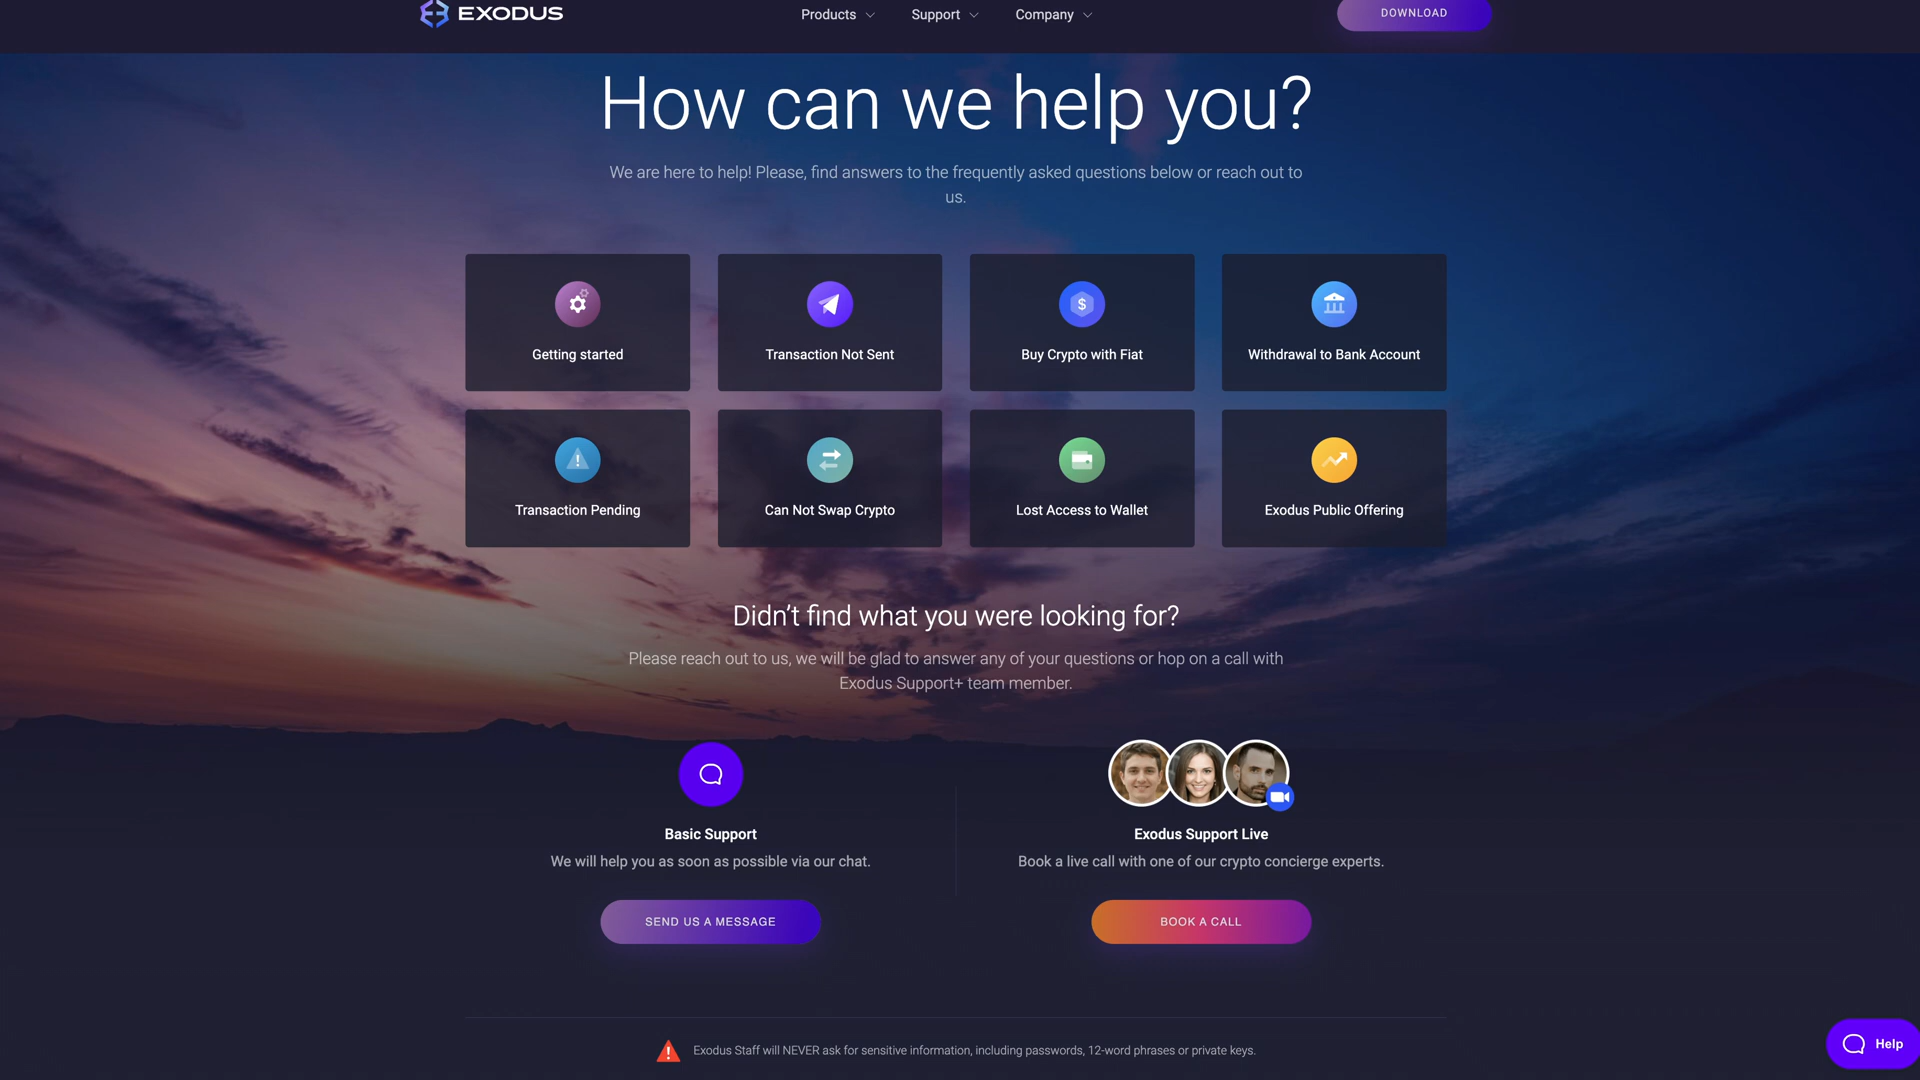 EXODUS
Products
Support
Company
DOWNLOAD
How can we help you?
We are here to help! Please, find answers to the frequently asked questions below or reach out to
us.
Getting started
Transaction Not Sent
Buy Crypto with Fiat
Withdrawal to Bank Account
Transaction Pending
Can Not Swap Crypto
Lost Access to Wallet
Exodus Public Offering
Didn’t find what you were looking for?
Please reach out to us, we will be glad to answer any of your questions or hop on a call with
Exodus Support+ team member.
Basic Support
We will help you as soon as possible via our chat.
SEND US A MESSAGE
Exodus Support Live
Book a live call with one of our crypto concierge experts.
BOOK A CALL
Exodus Staff will NEVER ask for sensitive information, including passwords, 12-word phrases or private keys.
Help